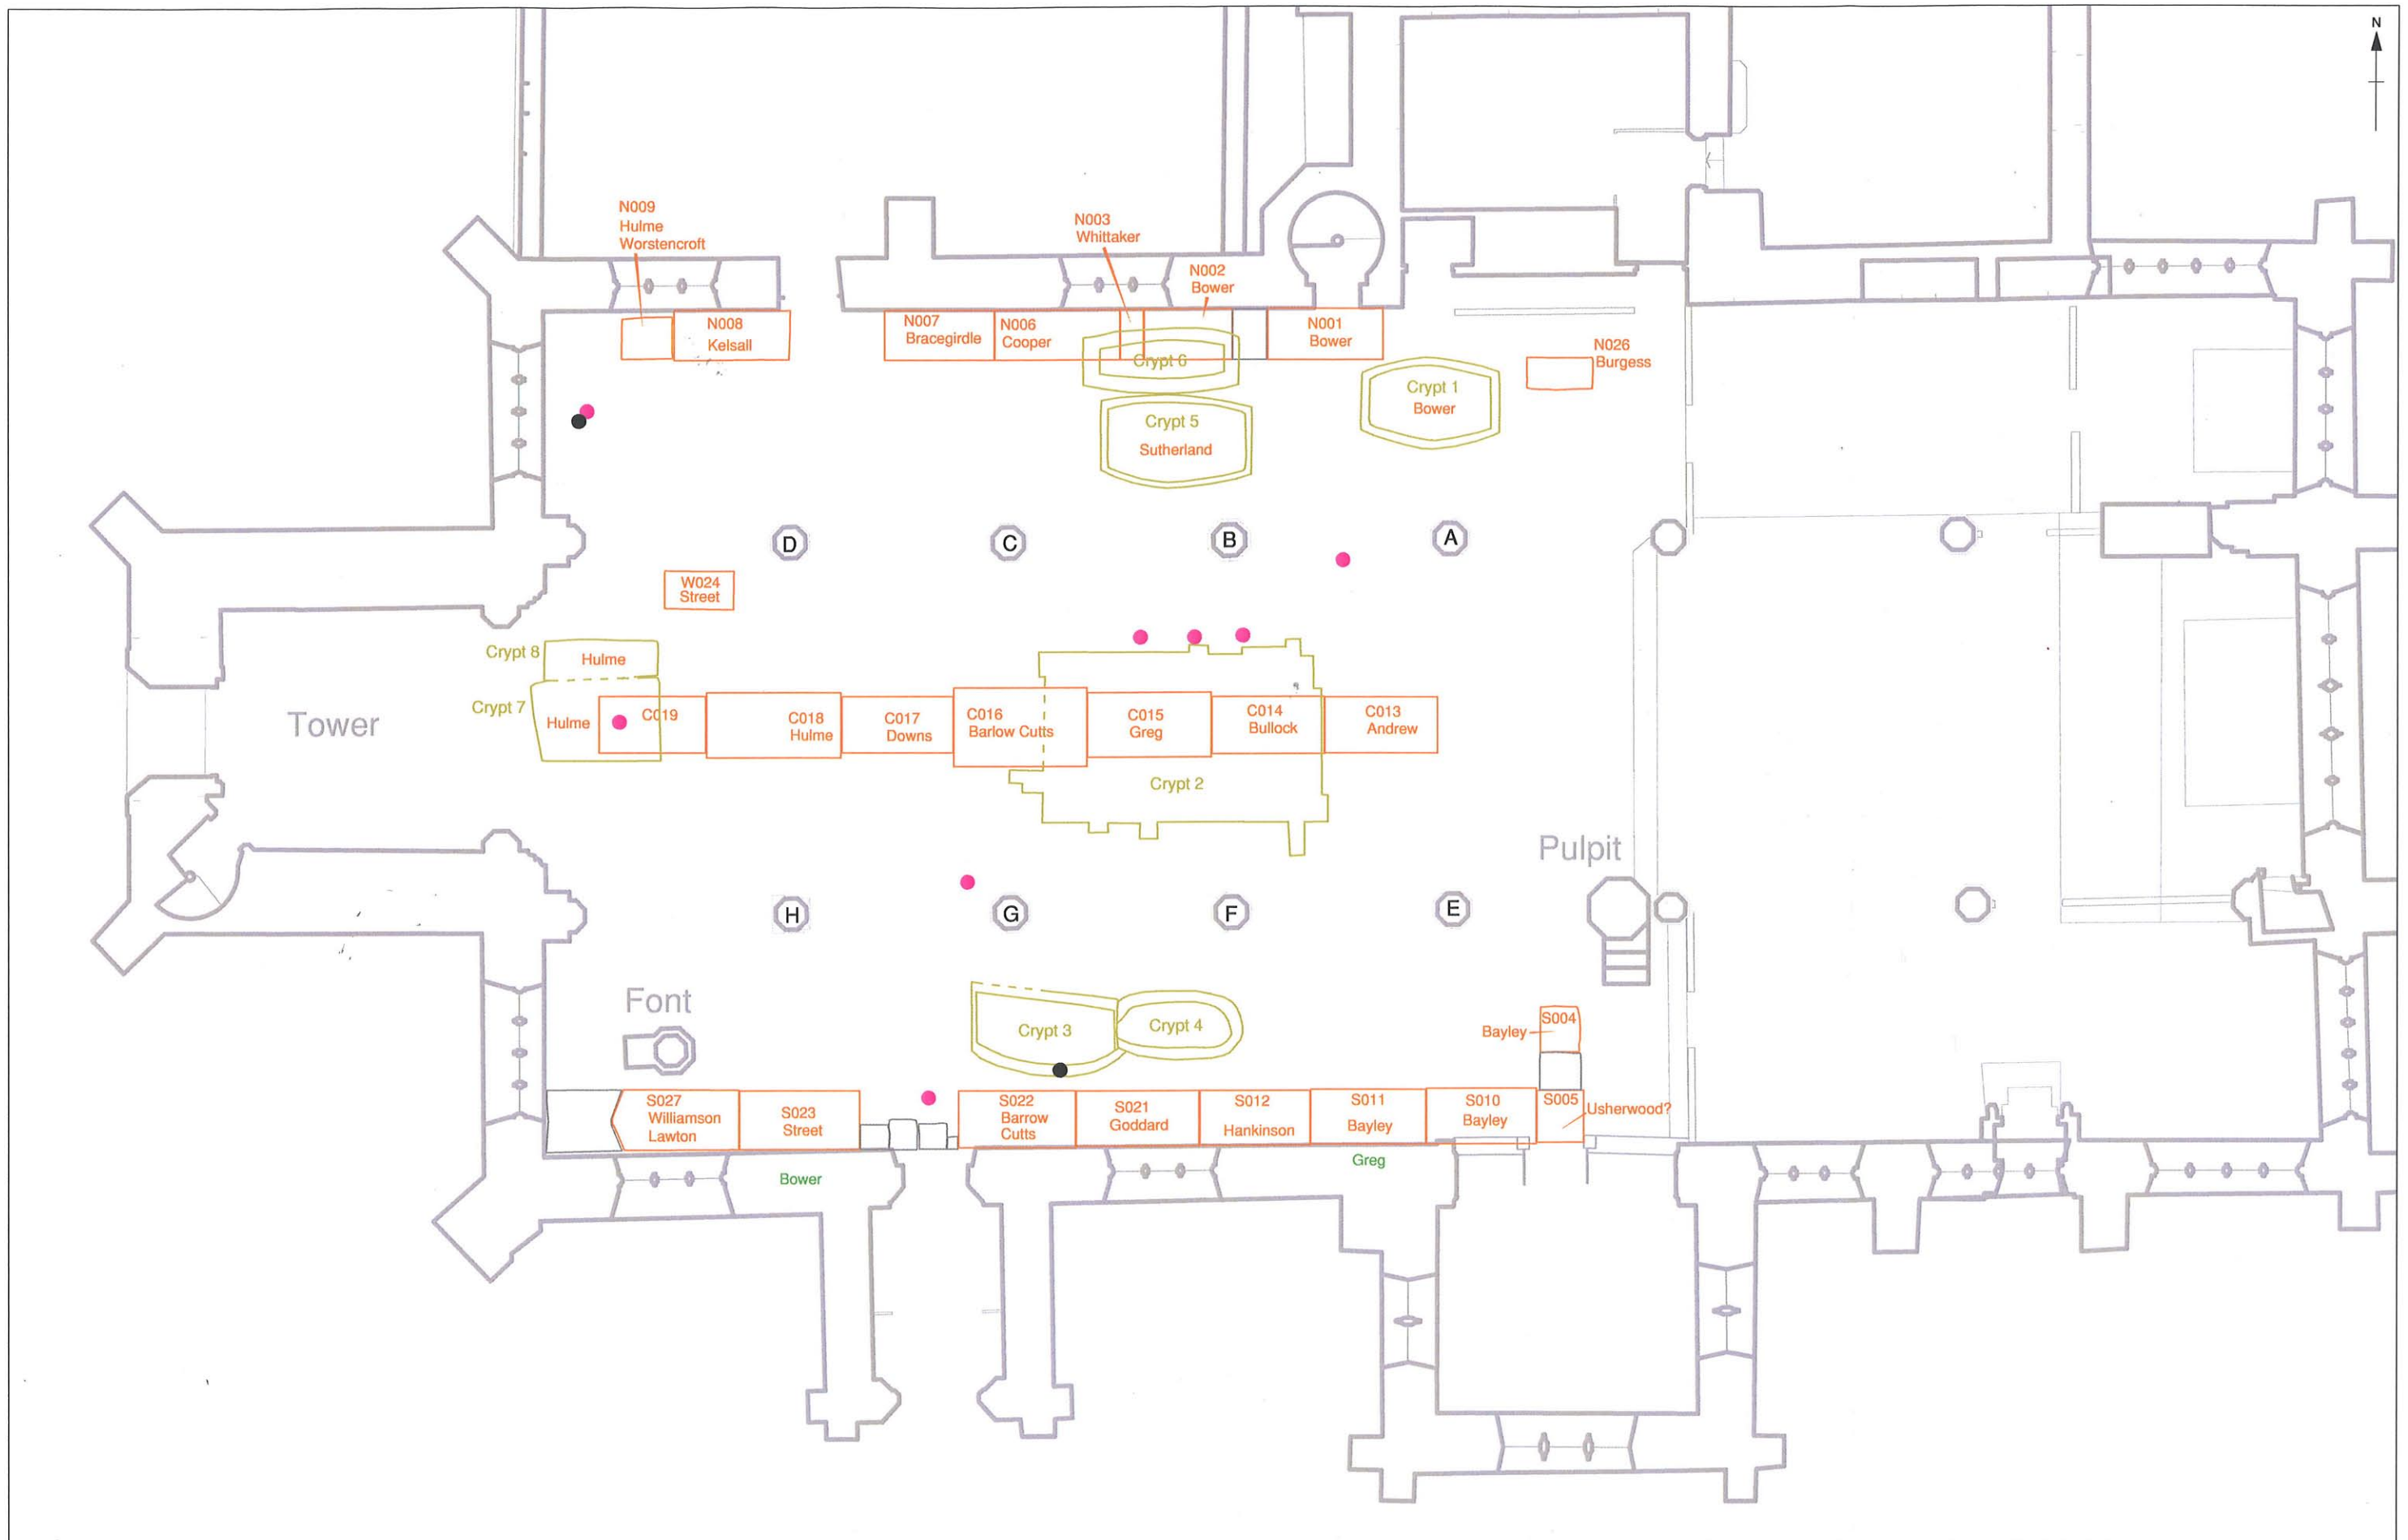 N
N009
Hulme
Worstencroft
N003
Whittaker
N002
Bower
N008
Kelsall
N007
Bracegirdle
N006
Cooper
N001
Bower
Crypt 6
N026
Burgess
Crypt 1
Bower
Crypt 5
Sutherland
D
C
B
A
W024
Street
Crypt 8
Hulme
Crypt 7
Hulme
C019
C018
Hulme
C017
Downs
C016
Barlow Cutts
C015
Greg
C014
Bullock
C013
Andrew
Tower
Crypt 2
Pulpit
H
G
F
E
Font
Crypt 3
Crypt 4
Bayley
S004
S027
Williamson
Lawton
S023
Street
S022
Barrow
Cutts
S021
Goddard
S012
Hankinson
S011
Bayley
S010
Bayley
S005
Usherwood?
Bower
Greg